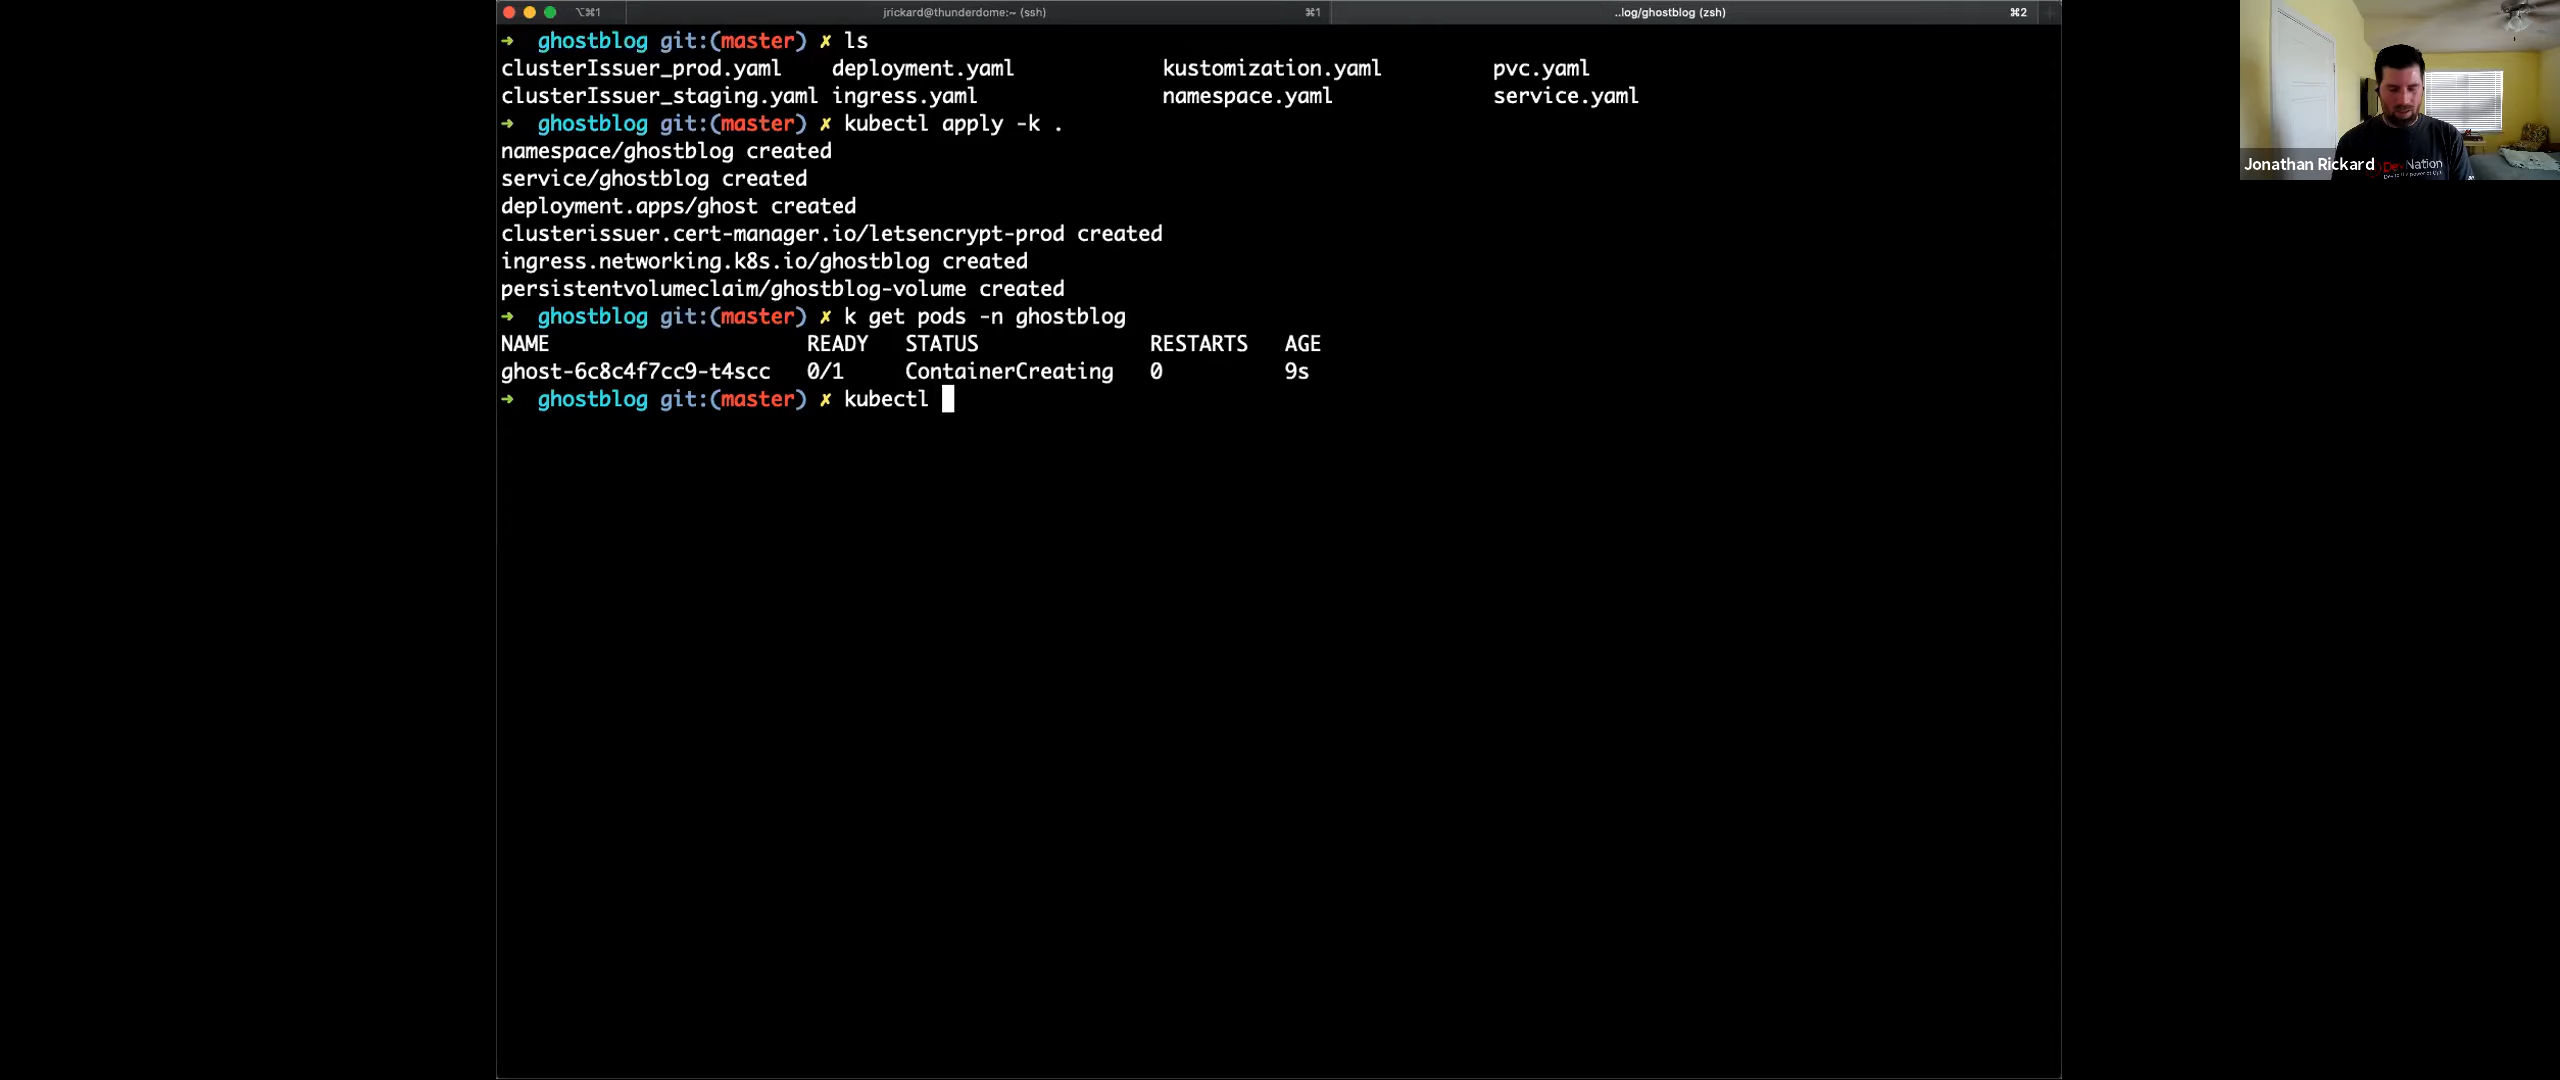 ⌥⌘1 jrickard@thunderdome:~ (ssh) ⌘1 ..log/ghostblog (zsh) ⌘2
→ ghostblog git:(master) ✗ ls
clusterIssuer_prod.yaml deployment.yaml kustomization.yaml pvc.yaml
clusterIssuer_staging.yaml ingress.yaml namespace.yaml service.yaml
→ ghostblog git:(master) ✗ kubectl apply -k .
namespace/ghostblog created
service/ghostblog created
deployment.apps/ghost created
clusterissuer.cert-manager.io/letsencrypt-prod created
ingress.networking.k8s.io/ghostblog created
persistentvolumeclaim/ghostblog-volume created
→ ghostblog git:(master) ✗ k get pods -n ghostblog
NAME READY STATUS RESTARTS AGE
ghost-6c8c4f7cc9-t4scc 0/1 ContainerCreating 0 9s
→ ghostblog git:(master) ✗ kubectl
Jonathan Rickard
Nation